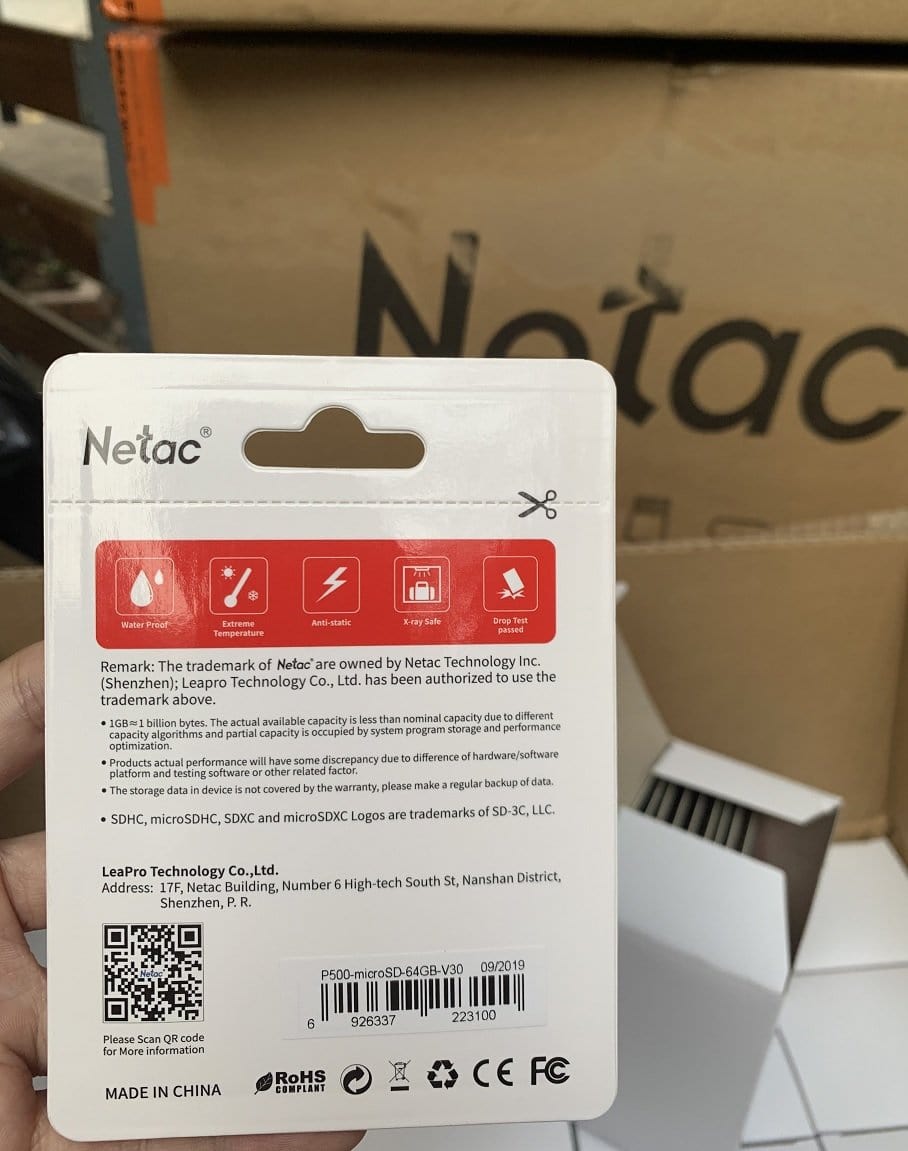 Netac
Netac®
Water Proof
Extreme
Temperature
Anti-static
X-ray Safe
Drop Test
passed
Remark: The trademark of Netac® are owned by Netac Technology Inc.
(Shenzhen); Leapro Technology Co., Ltd. has been authorized to use the
trademark above.
• 1GB≈1 billion bytes. The actual available capacity is less than nominal capacity due to different
capacity algorithms and partial capacity is occupied by system program storage and performance
optimization.
• Products actual performance will have some discrepancy due to difference of hardware/software
platform and testing software or other related factor.
• The storage data in device is not covered by the warranty, please make a regular backup of data.
• SDHC, microSDHC, SDXC and microSDXC Logos are trademarks of SD-3C, LLC.
LeaPro Technology Co.,Ltd.
Address: 17F, Netac Building, Number 6 High-tech South St, Nanshan District,
Shenzhen, P. R.
Netac
P500-microSD-64GB-V30 09/2019
6 926337 223100
Please Scan QR code
for More information
MADE IN CHINA
RoHS
COMPLIANT
CE
FC